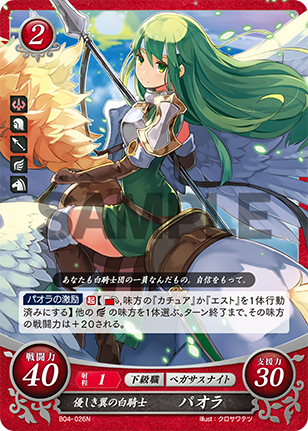 2
SAMPLE
あなたも白騎士団の一員なんだもの。自信をもって。
パオラの激励 起【、味方の『カチュア』か『エスト』を1体行動
済みにする】他の の味方を1体選ぶ。ターン終了まで、その味方
の戦闘力は+20される。
戦闘力
40
射程 1 下級職 ペガサスナイト
支援力
30
優しき翼の白騎士 パオラ
B04-026N Illust：クロサワテツ